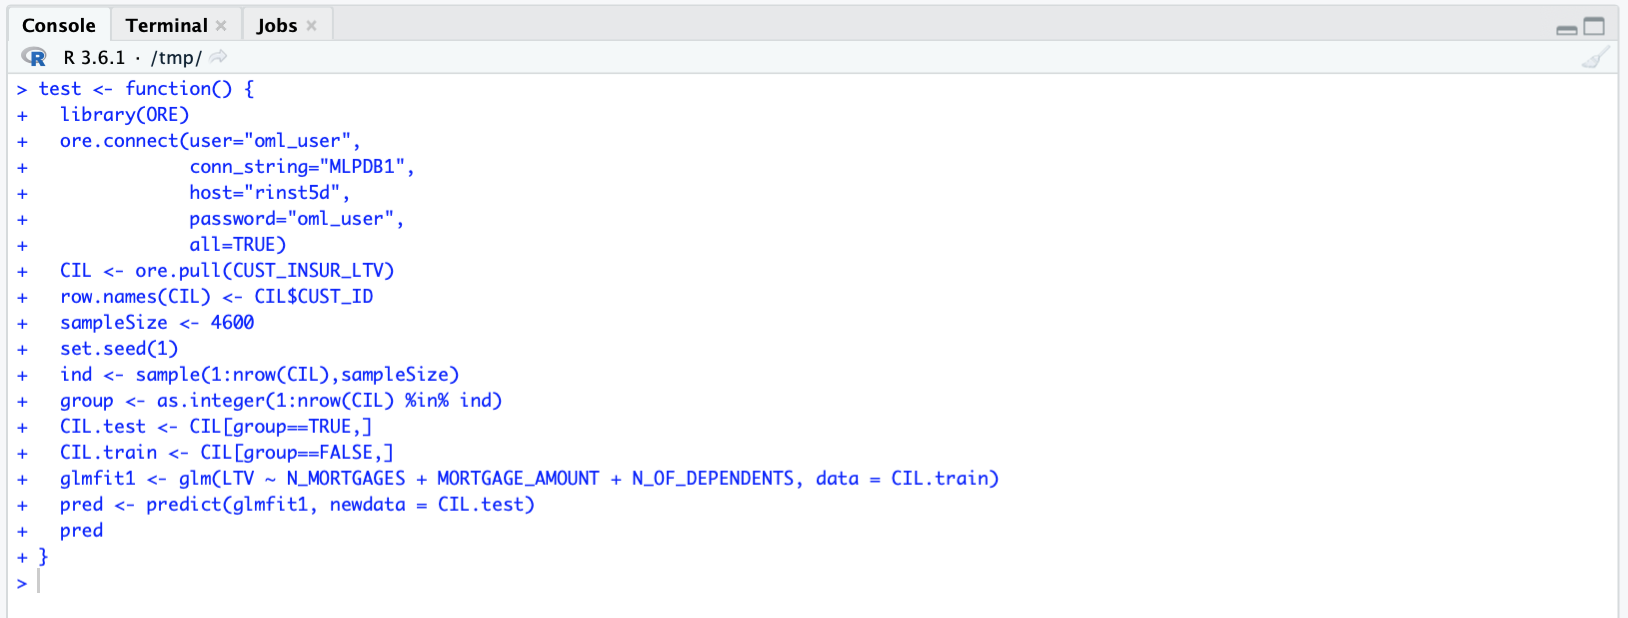 Console Terminal × Jobs ×
R R 3.6.1 · /tmp/
> test <- function() {
+   library(ORE)
+   ore.connect(user="oml_user",
+               conn_string="MLPDB1",
+               host="rinst5d",
+               password="oml_user",
+               all=TRUE)
+   CIL <- ore.pull(CUST_INSUR_LTV)
+   row.names(CIL) <- CIL$CUST_ID
+   sampleSize <- 4600
+   set.seed(1)
+   ind <- sample(1:nrow(CIL),sampleSize)
+   group <- as.integer(1:nrow(CIL) %in% ind)
+   CIL.test <- CIL[group==TRUE,]
+   CIL.train <- CIL[group==FALSE,]
+   glmfit1 <- glm(LTV ~ N_MORTGAGES + MORTGAGE_AMOUNT + N_OF_DEPENDENTS, data = CIL.train)
+   pred <- predict(glmfit1, newdata = CIL.test)
+   pred
+ }
>